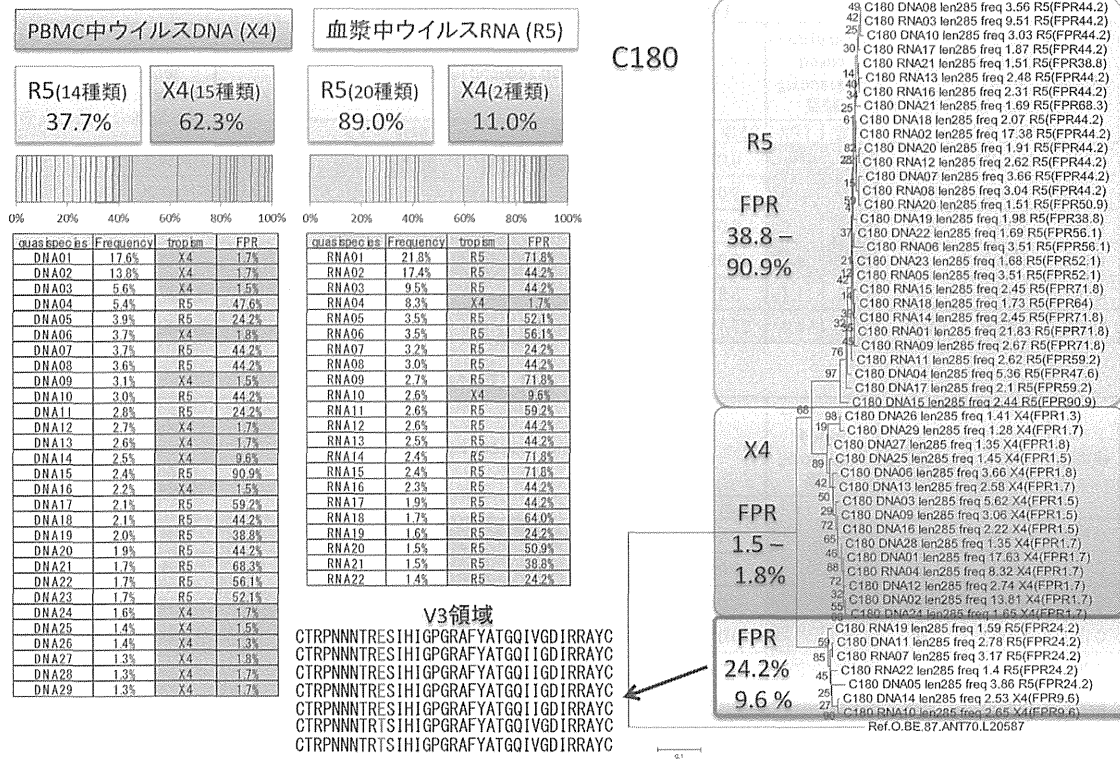 PBMC中ウイルスDNA (X4)
血漿中ウイルスRNA (R5)
R5(14種類)
37.7%
X4(15種類)
62.3%
R5(20種類)
89.0%
X4(2種類)
11.0%
0% 20% 40% 60% 80% 100%
0% 20% 40% 60% 80% 100%
quasispecies Frequency tropism FPR
DNA01 17.6% X4 1.7%
DNA02 13.8% X4 1.7%
DNA03 5.6% X4 1.5%
DNA04 5.4% R5 47.6%
DNA05 3.9% R5 24.2%
DNA06 3.7% X4 1.8%
DNA07 3.7% R5 44.2%
DNA08 3.6% R5 44.2%
DNA09 3.1% X4 1.5%
DNA10 3.0% R5 44.2%
DNA11 2.8% R5 24.2%
DNA12 2.7% X4 1.7%
DNA13 2.6% X4 1.7%
DNA14 2.5% X4 9.6%
DNA15 2.4% R5 90.9%
DNA16 2.2% X4 1.5%
DNA17 2.1% R5 59.2%
DNA18 2.1% R5 44.2%
DNA19 2.0% R5 38.8%
DNA20 1.9% R5 44.2%
DNA21 1.7% R5 68.3%
DNA22 1.7% R5 56.1%
DNA23 1.7% R5 52.1%
DNA24 1.6% X4 1.7%
DNA25 1.4% X4 1.5%
DNA26 1.4% X4 1.3%
DNA27 1.3% X4 1.8%
DNA28 1.3% X4 1.7%
DNA29 1.3% X4 1.7%
quasispecies Frequency tropism FPR
RNA01 21.8% R5 71.8%
RNA02 17.4% R5 44.2%
RNA03 9.5% R5 44.2%
RNA04 8.3% X4 1.7%
RNA05 3.5% R5 52.1%
RNA06 3.5% R5 56.1%
RNA07 3.2% R5 24.2%
RNA08 3.0% R5 44.2%
RNA09 2.7% R5 71.8%
RNA10 2.6% X4 9.6%
RNA11 2.6% R5 59.2%
RNA12 2.6% R5 44.2%
RNA13 2.5% R5 44.2%
RNA14 2.4% R5 71.8%
RNA15 2.4% R5 71.8%
RNA16 2.3% R5 44.2%
RNA17 1.9% R5 44.2%
RNA18 1.7% R5 64.0%
RNA19 1.6% R5 24.2%
RNA20 1.5% R5 50.9%
RNA21 1.5% R5 38.8%
RNA22 1.4% R5 24.2%
V3領域
CTRPNNNTRESIHIGPGRAFYATGQIVGDIRRAYC
CTRPNNNTRESIHIGPGRAFYATGQIIGDIRRAYC
CTRPNNNTRESIHIGPGRAFYATGQIIGDIRRAYC
CTRPNNNTRESIHIGPGRAFYATGQIIGDIRRAYC
CTRPNNNTRESIHIGPGRAFYATGQIIGDIRRAYC
CTRPNNNTRTSIHIGPGRAFYATGQIVGDIRRAYC
CTRPNNNTRTSIHIGPGRAFYATGQIIGDIRRAYC
C180
R5
FPR
38.8 –
90.9%
C180 DNA08 len285 freq 3.56 R5(FPR44.2)
C180 RNA03 len285 freq 9.51 R5(FPR44.2)
C180 DNA10 len285 freq 3.03 R5(FPR44.2)
C180 RNA17 len285 freq 1.87 R5(FPR44.2)
C180 RNA21 len285 freq 1.51 R5(FPR38.8)
C180 RNA13 len285 freq 2.48 R5(FPR44.2)
C180 RNA16 len285 freq 2.31 R5(FPR44.2)
C180 DNA21 len285 freq 1.69 R5(FPR68.3)
C180 DNA18 len285 freq 2.07 R5(FPR44.2)
C180 RNA02 len285 freq 17.38 R5(FPR44.2)
C180 DNA20 len285 freq 1.91 R5(FPR44.2)
C180 RNA12 len285 freq 2.62 R5(FPR44.2)
C180 DNA07 len285 freq 3.66 R5(FPR44.2)
C180 RNA08 len285 freq 3.04 R5(FPR44.2)
C180 RNA20 len285 freq 1.51 R5(FPR50.9)
C180 DNA19 len285 freq 1.98 R5(FPR38.8)
C180 DNA22 len285 freq 1.69 R5(FPR56.1)
C180 RNA06 len285 freq 3.51 R5(FPR56.1)
C180 DNA23 len285 freq 1.68 R5(FPR52.1)
C180 RNA05 len285 freq 3.51 R5(FPR52.1)
C180 RNA15 len285 freq 2.45 R5(FPR71.8)
C180 RNA18 len285 freq 1.73 R5(FPR64)
C180 RNA14 len285 freq 2.45 R5(FPR71.8)
C180 RNA01 len285 freq 21.83 R5(FPR71.8)
C180 RNA09 len285 freq 2.67 R5(FPR71.8)
C180 RNA11 len285 freq 2.62 R5(FPR59.2)
C180 DNA04 len285 freq 5.36 R5(FPR47.6)
C180 DNA17 len285 freq 2.1 R5(FPR59.2)
C180 DNA15 len285 freq 2.44 R5(FPR90.9)
76
97
68
X4
FPR
1.5 –
1.8%
C180 DNA26 len285 freq 1.41 X4(FPR1.3)
C180 DNA29 len285 freq 1.28 X4(FPR1.7)
C180 DNA27 len285 freq 1.35 X4(FPR1.8)
C180 DNA25 len285 freq 1.45 X4(FPR1.5)
C180 DNA06 len285 freq 3.66 X4(FPR1.8)
C180 DNA13 len285 freq 2.58 X4(FPR1.7)
C180 DNA03 len285 freq 5.62 X4(FPR1.5)
C180 DNA09 len285 freq 3.06 X4(FPR1.5)
C180 DNA16 len285 freq 2.22 X4(FPR1.5)
C180 DNA28 len285 freq 1.35 X4(FPR1.7)
C180 DNA01 len285 freq 17.63 X4(FPR1.7)
C180 RNA04 len285 freq 8.32 X4(FPR1.7)
C180 DNA12 len285 freq 2.74 X4(FPR1.7)
C180 DNA02 len285 freq 13.81 X4(FPR1.7)
C180 DNA24 len285 freq 1.65 X4(FPR1.7)
FPR
24.2%
9.6 %
C180 RNA19 len285 freq 1.59 R5(FPR24.2)
C180 DNA11 len285 freq 2.78 R5(FPR24.2)
C180 RNA07 len285 freq 3.17 R5(FPR24.2)
C180 RNA22 len285 freq 1.4 R5(FPR24.2)
C180 DNA05 len285 freq 3.86 R5(FPR24.2)
C180 DNA14 len285 freq 2.53 X4(FPR9.6)
C180 RNA10 len285 freq 2.65 X4(FPR9.6)
Ref.O.BE.87.ANT70.L20587
0.1